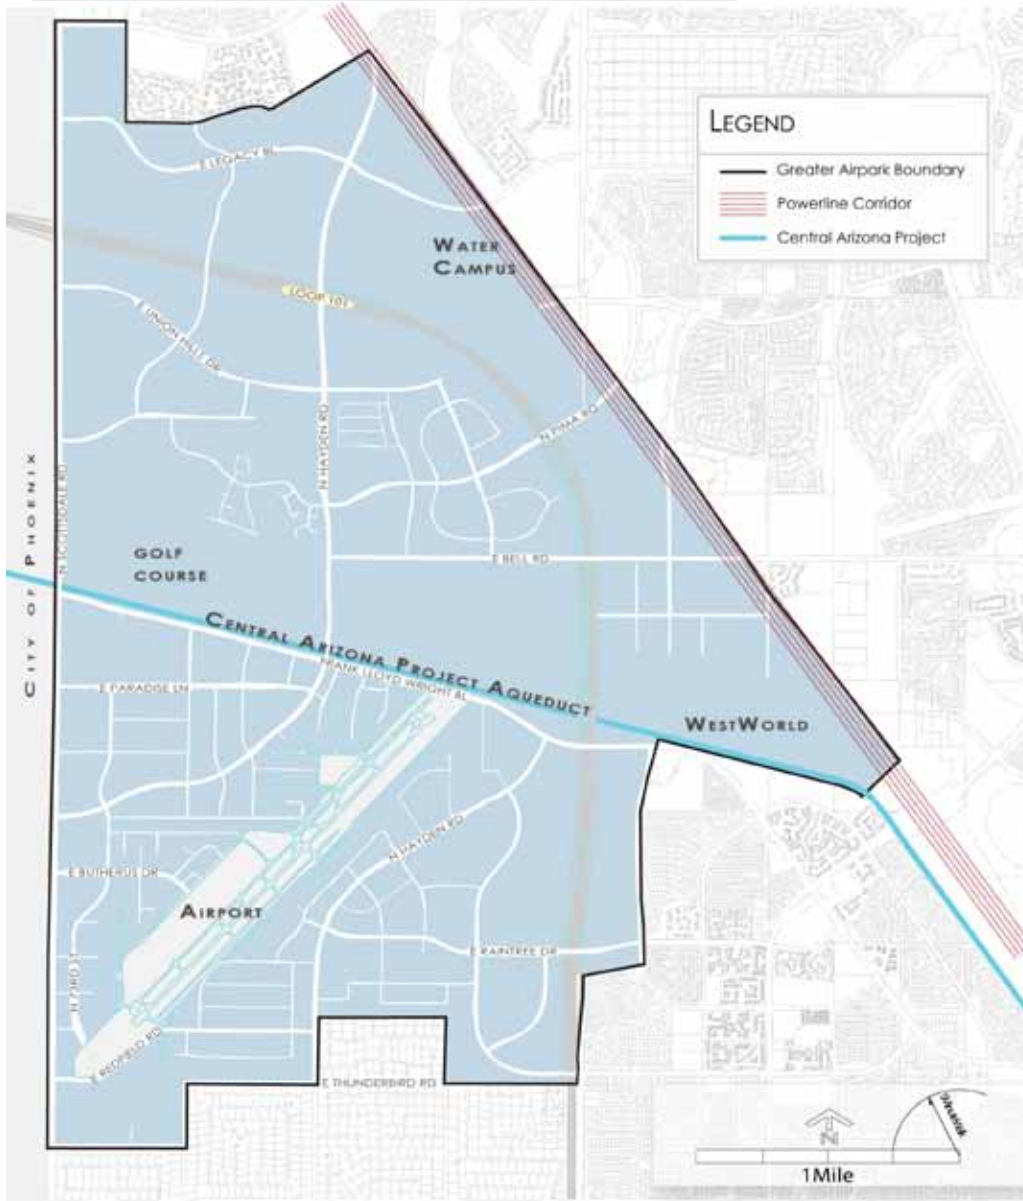 LEGEND
Greater Airpark Boundary
Powerline Corridor
Central Arizona Project
E LEGACY BL
WATER
CAMPUS
LOOP 101
E UNION HILLS DR
N HAYDEN RD
N PIMA RD
CITY OF PHOENIX
N SCOTTSDALE RD
GOLF
COURSE
E BELL RD
CENTRAL ARIZONA PROJECT AQUEDUCT
FRANK LLOYD WRIGHT BL
E PARADISE LN
WESTWORLD
N HAYDEN RD
E BUTHERUS DR
AIRPORT
E RAINTREE DR
N 73RD ST
E REDFIELD RD
E THUNDERBIRD RD
N
1Mile